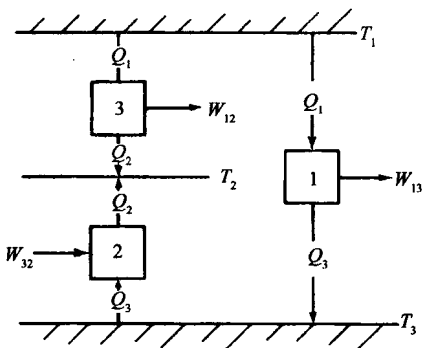 T₁
Q₁
3
W₁₂
Q₁
Q₂
1
W₁₃
T₂
Q₂
W₃₂
2
Q₃
Q₃
T₃